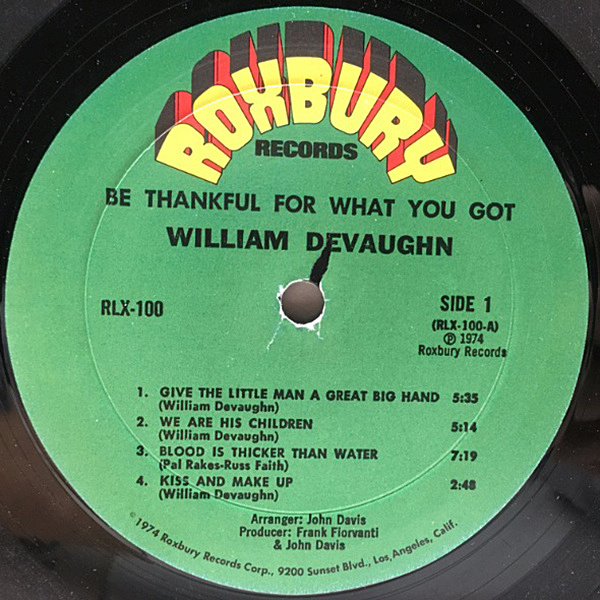 ROXBURY
RECORDS
BE THANKFUL FOR WHAT YOU GOT
WILLIAM DEVAUGHN
RLX-100
SIDE 1
(RLX-100-A)
℗ 1974
Roxbury Records
1. GIVE THE LITTLE MAN A GREAT BIG HAND 5:35
(William Devaughn)
2. WE ARE HIS CHILDREN 5:14
(William Devaughn)
3. BLOOD IS THICKER THAN WATER 7:19
(Pal Rakes-Russ Faith)
4. KISS AND MAKE UP 2:48
(William Devaughn)
Arranger: John Davis
Producer: Frank Fiorvanti
& John Davis
©1974 Roxbury Records Corp., 9200 Sunset Blvd., Los Angeles, Calif.